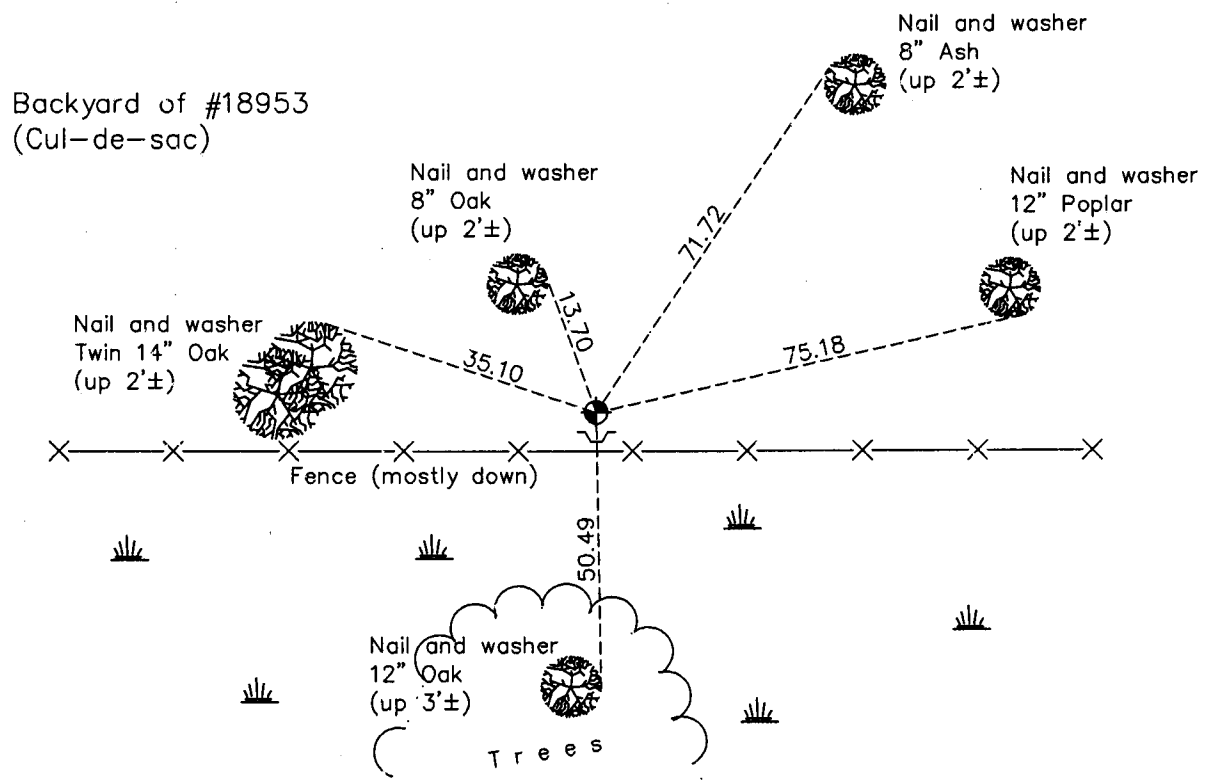 Backyard of #18953
(Cul-de-sac)
Nail and washer
8" Ash
(up 2'±)
Nail and washer
8" Oak
(up 2'±)
Nail and washer
12" Poplar
(up 2'±)
Nail and washer
Twin 14" Oak
(up 2'±)
71.72
13.70
35.10
75.18
Fence (mostly down)
50.49
Nail and washer
12" Oak
(up 3'±)
Trees